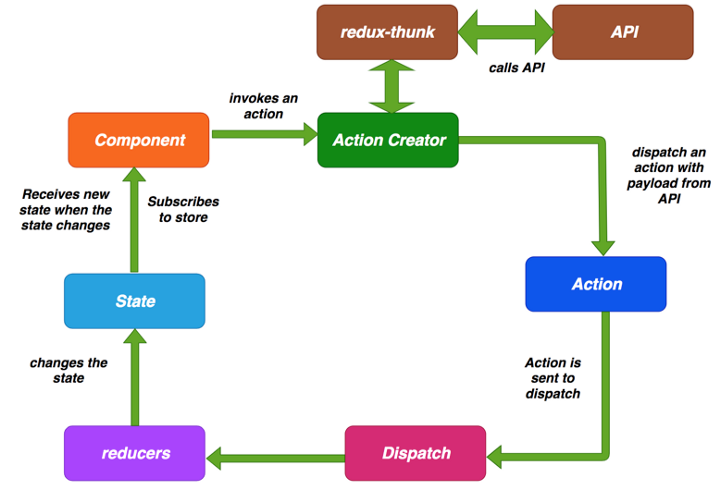 redux-thunk
API
calls API
invokes an
action
Component
Action Creator
dispatch an
action with
payload from
API
Receives new
state when the
state changes
Subscribes
to store
State
Action
changes the
state
Action is
sent to
dispatch
reducers
Dispatch